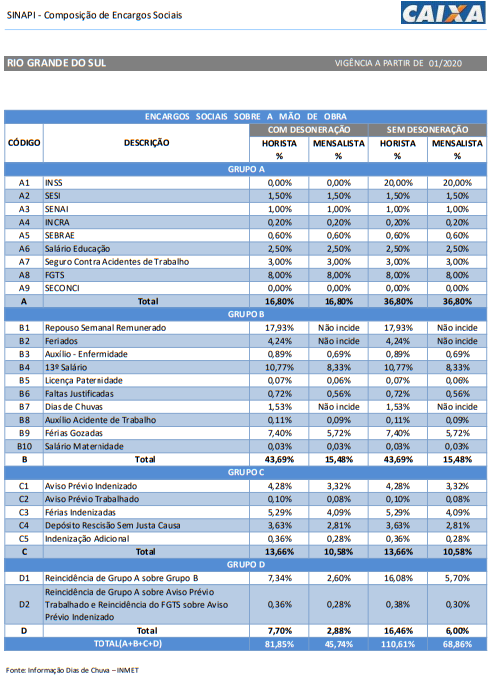 SINAPI - Composição de Encargos Sociais
CAIXA
RIO GRANDE DO SUL VIGÊNCIA A PARTIR DE 01/2020
ENCARGOS SOCIAIS SOBRE A MÃO DE OBRA
CÓDIGO DESCRIÇÃO COM DESONERAÇÃO SEM DESONERAÇÃO
HORISTA MENSALISTA HORISTA MENSALISTA
% % % %
GRUPO A
A1 INSS 0,00% 0,00% 20,00% 20,00%
A2 SESI 1,50% 1,50% 1,50% 1,50%
A3 SENAI 1,00% 1,00% 1,00% 1,00%
A4 INCRA 0,20% 0,20% 0,20% 0,20%
A5 SEBRAE 0,60% 0,60% 0,60% 0,60%
A6 Salário Educação 2,50% 2,50% 2,50% 2,50%
A7 Seguro Contra Acidentes de Trabalho 3,00% 3,00% 3,00% 3,00%
A8 FGTS 8,00% 8,00% 8,00% 8,00%
A9 SECONCI 0,00% 0,00% 0,00% 0,00%
A Total 16,80% 16,80% 36,80% 36,80%
GRUPO B
B1 Repouso Semanal Remunerado 17,93% Não incide 17,93% Não incide
B2 Feriados 4,24% Não incide 4,24% Não incide
B3 Auxílio - Enfermidade 0,89% 0,69% 0,89% 0,69%
B4 13º Salário 10,77% 8,33% 10,77% 8,33%
B5 Licença Paternidade 0,07% 0,06% 0,07% 0,06%
B6 Faltas Justificadas 0,72% 0,56% 0,72% 0,56%
B7 Dias de Chuvas 1,53% Não incide 1,53% Não incide
B8 Auxílio Acidente de Trabalho 0,11% 0,09% 0,11% 0,09%
B9 Férias Gozadas 7,40% 5,72% 7,40% 5,72%
B10 Salário Maternidade 0,03% 0,03% 0,03% 0,03%
B Total 43,69% 15,48% 43,69% 15,48%
GRUPO C
C1 Aviso Prévio Indenizado 4,28% 3,32% 4,28% 3,32%
C2 Aviso Prévio Trabalhado 0,10% 0,08% 0,10% 0,08%
C3 Férias Indenizadas 5,29% 4,09% 5,29% 4,09%
C4 Depósito Rescisão Sem Justa Causa 3,63% 2,81% 3,63% 2,81%
C5 Indenização Adicional 0,36% 0,28% 0,36% 0,28%
C Total 13,66% 10,58% 13,66% 10,58%
GRUPO D
D1 Reincidência de Grupo A sobre Grupo B 7,34% 2,60% 16,08% 5,70%
Reincidência de Grupo A sobre Aviso Prévio
D2 Trabalhado e Reincidência do FGTS sobre Aviso 0,36% 0,28% 0,38% 0,30%
Prévio Indenizado
D Total 7,70% 2,88% 16,46% 6,00%
TOTAL(A+B+C+D) 81,85% 45,74% 110,61% 68,86%
Fonte: Informação Dias de Chuva – INMET